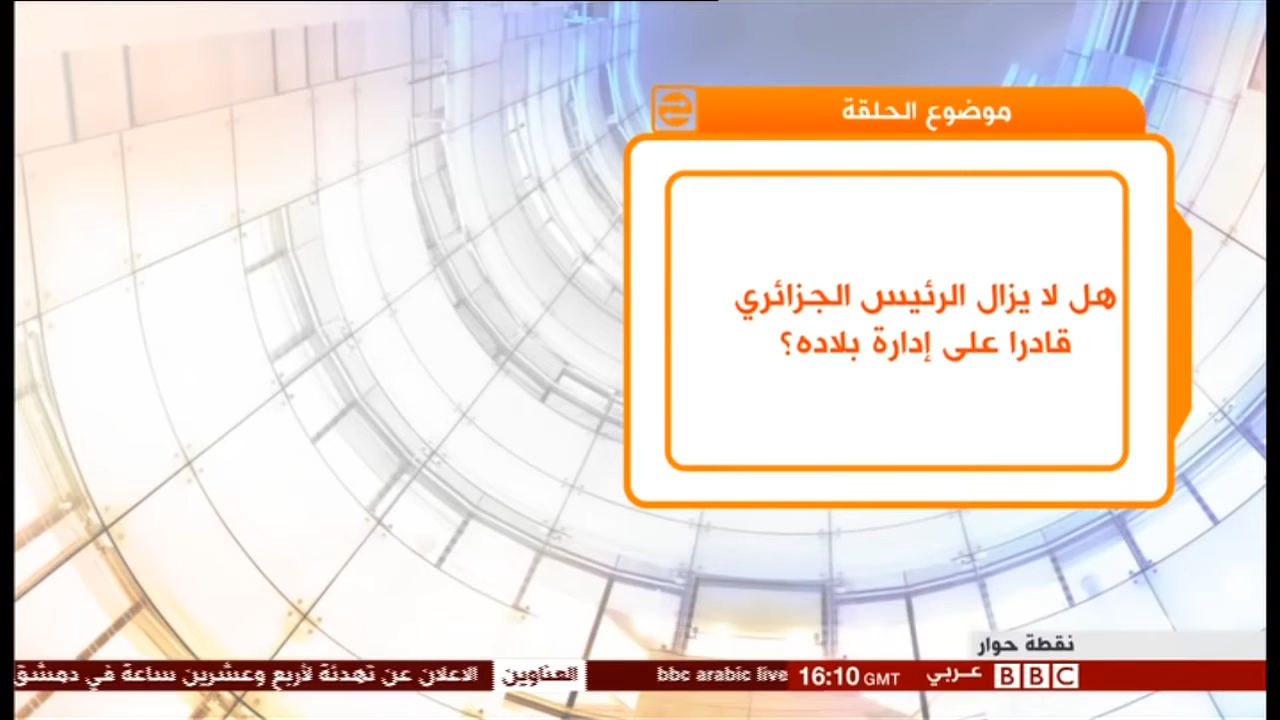 موضوع الحلقة
هل لا يزال الرئيس الجزائري
قادرا على إدارة بلاده؟
نقطة حوار
BBC عربي 16:10 GMT bbc arabic live العناوين الاعلان عن تهدئة لأربع وعشرين ساعة في دمشق